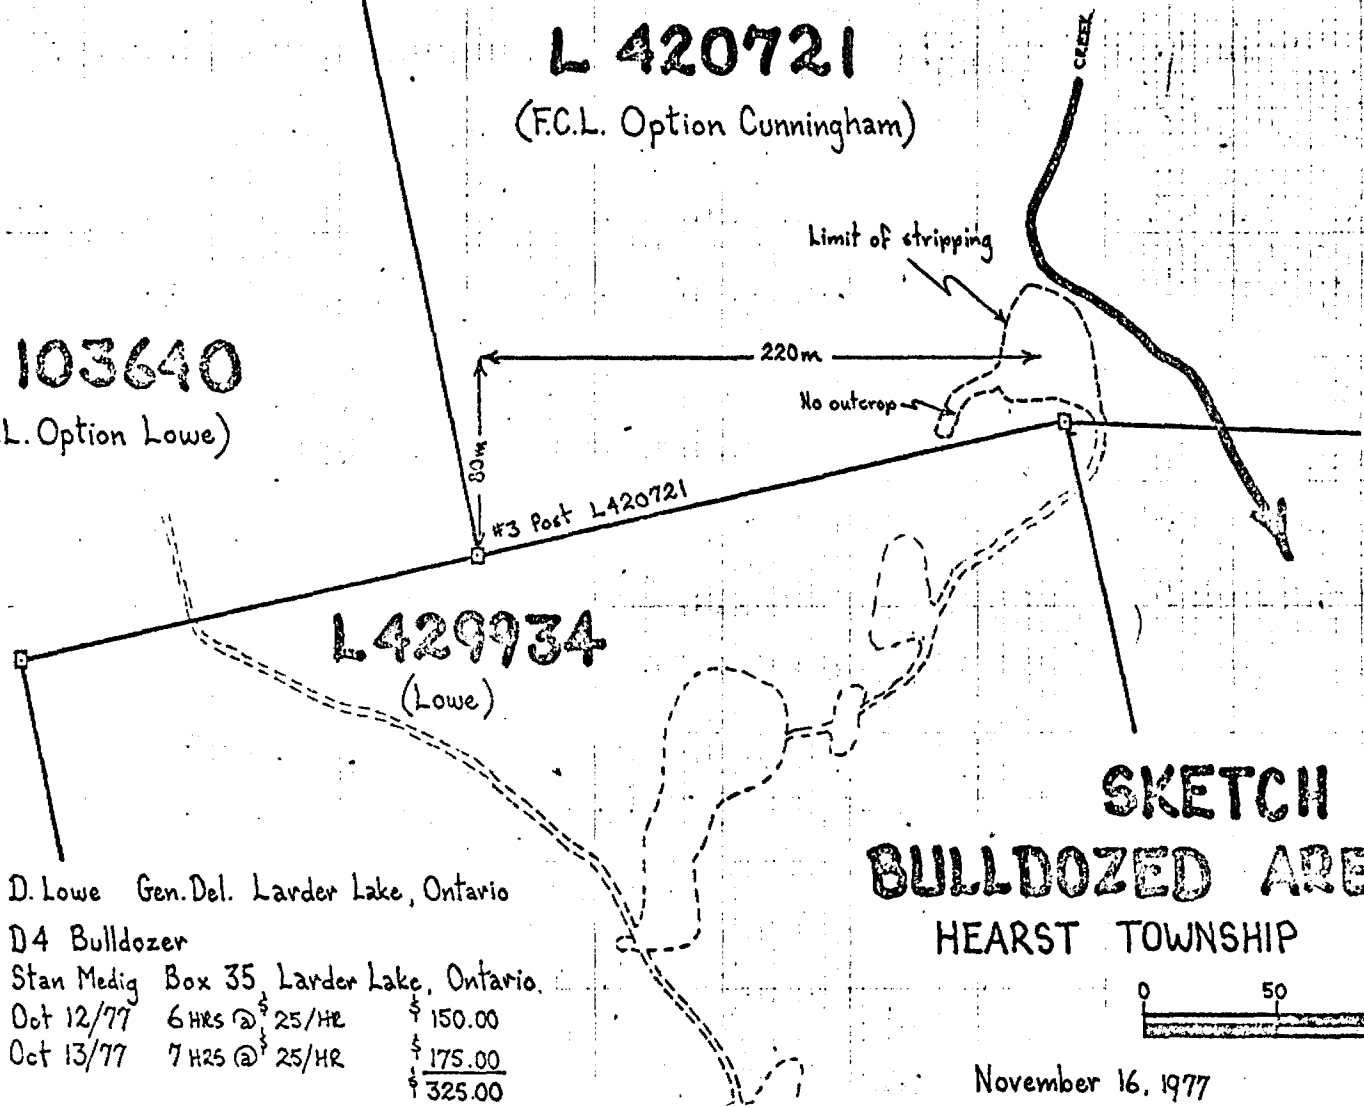 CREEK
L 420721
(F.C.L. Option Cunningham)
Limit of stripping
103640
L. Option Lowe)
220m
No outcrop
80m
#3 Post L420721
L429934
(Lowe)
SKETCH
BULLDOZED ARE
HEARST TOWNSHIP
0 50
November 16, 1977
D. Lowe Gen. Del. Larder Lake, Ontario
D4 Bulldozer
Stan Medig Box 35, Larder Lake, Ontario.
Oct 12/77 6 HRS @ $ 25/HR $ 150.00
Oct 13/77 7 HRS @ $ 25/HR $ 175.00
$ 325.00